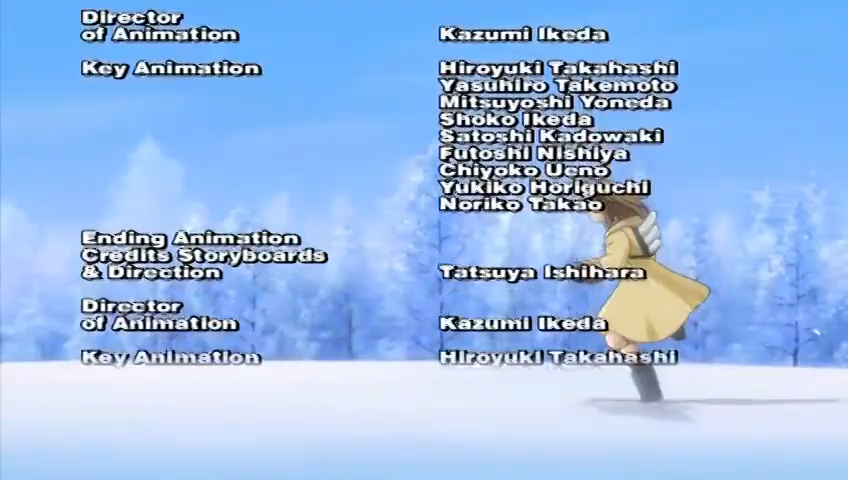 Director
of Animation Kazumi Ikeda
Key Animation Hiroyuki Takahashi
Yasuhiro Takemoto
Mitsuyoshi Yoneda
Shoko Ikeda
Satoshi Kadowaki
Futoshi Nishiya
Chiyoko Ueno
Yukiko Horiguchi
Noriko Takao
Ending Animation
Credits Storyboards
& Direction Tatsuya Ishihara
Director
of Animation Kazumi Ikeda
Key Animation Hiroyuki Takahashi